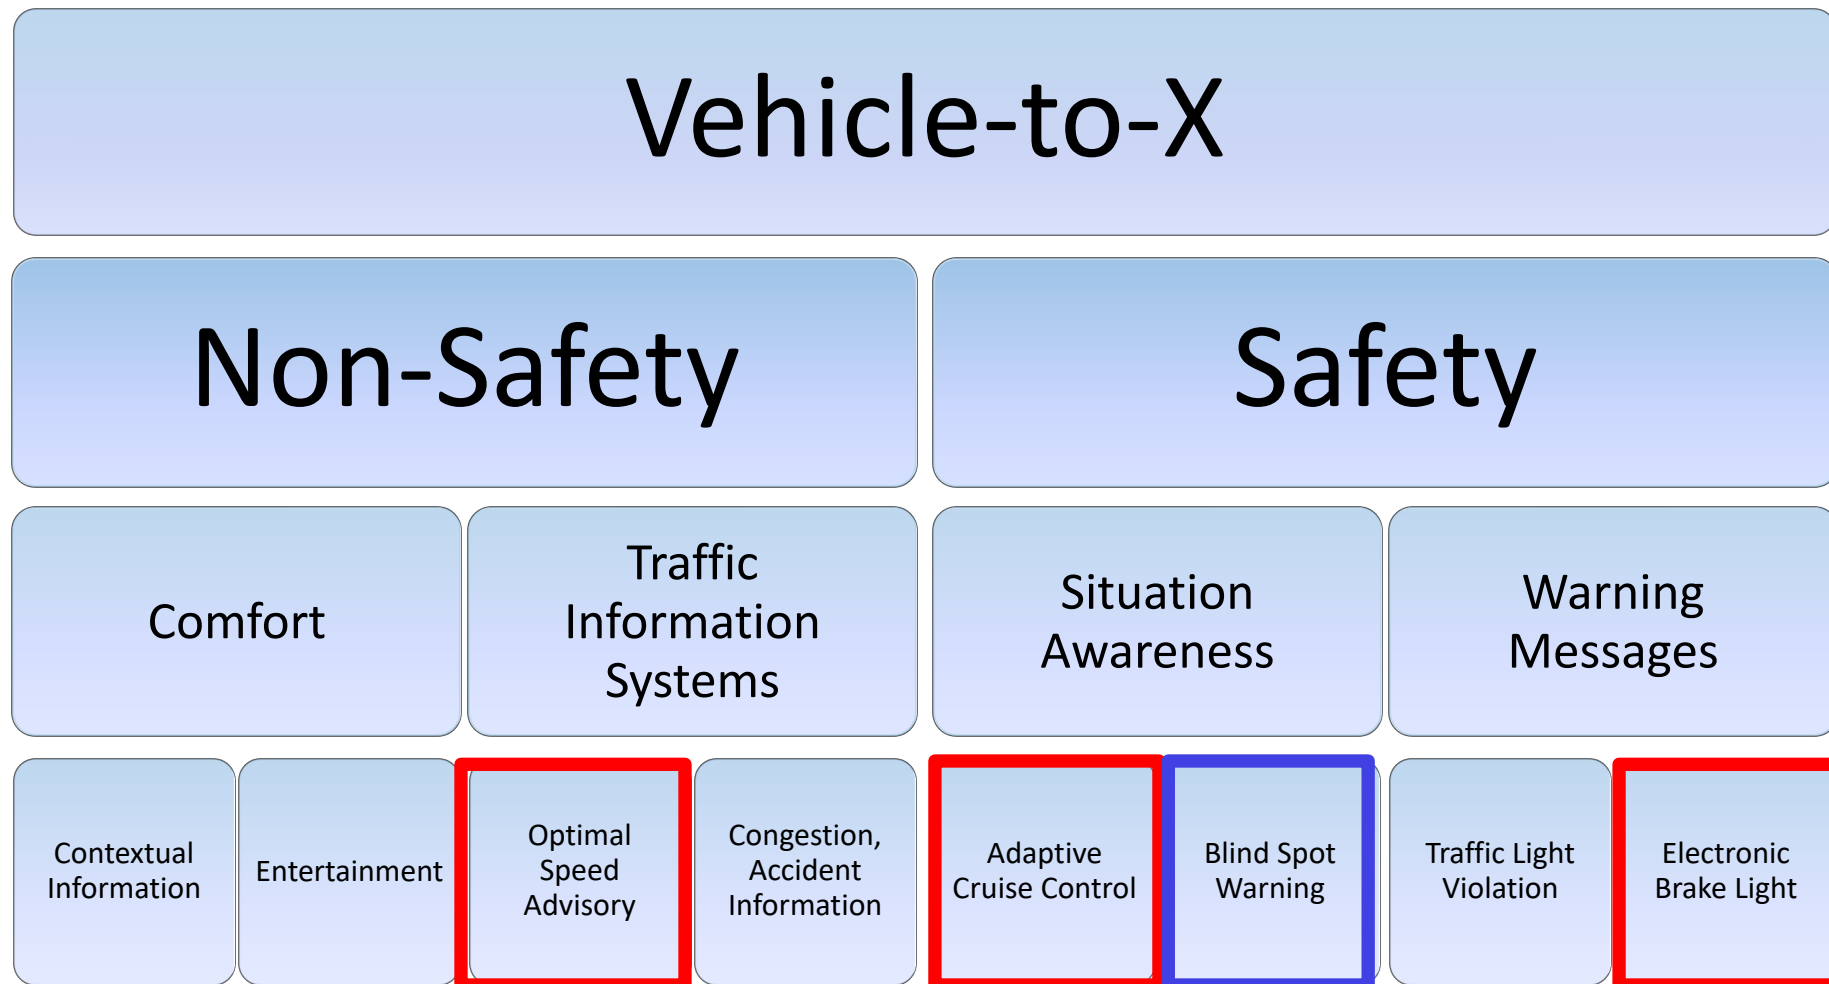 Vehicle-to-X
Non-Safety
Safety
Comfort
Traffic
Information
Systems
Situation
Awareness
Warning
Messages
Contextual
Information
Entertainment
Optimal
Speed
Advisory
Congestion,
Accident
Information
Adaptive
Cruise Control
Blind Spot
Warning
Traffic Light
Violation
Electronic
Brake Light